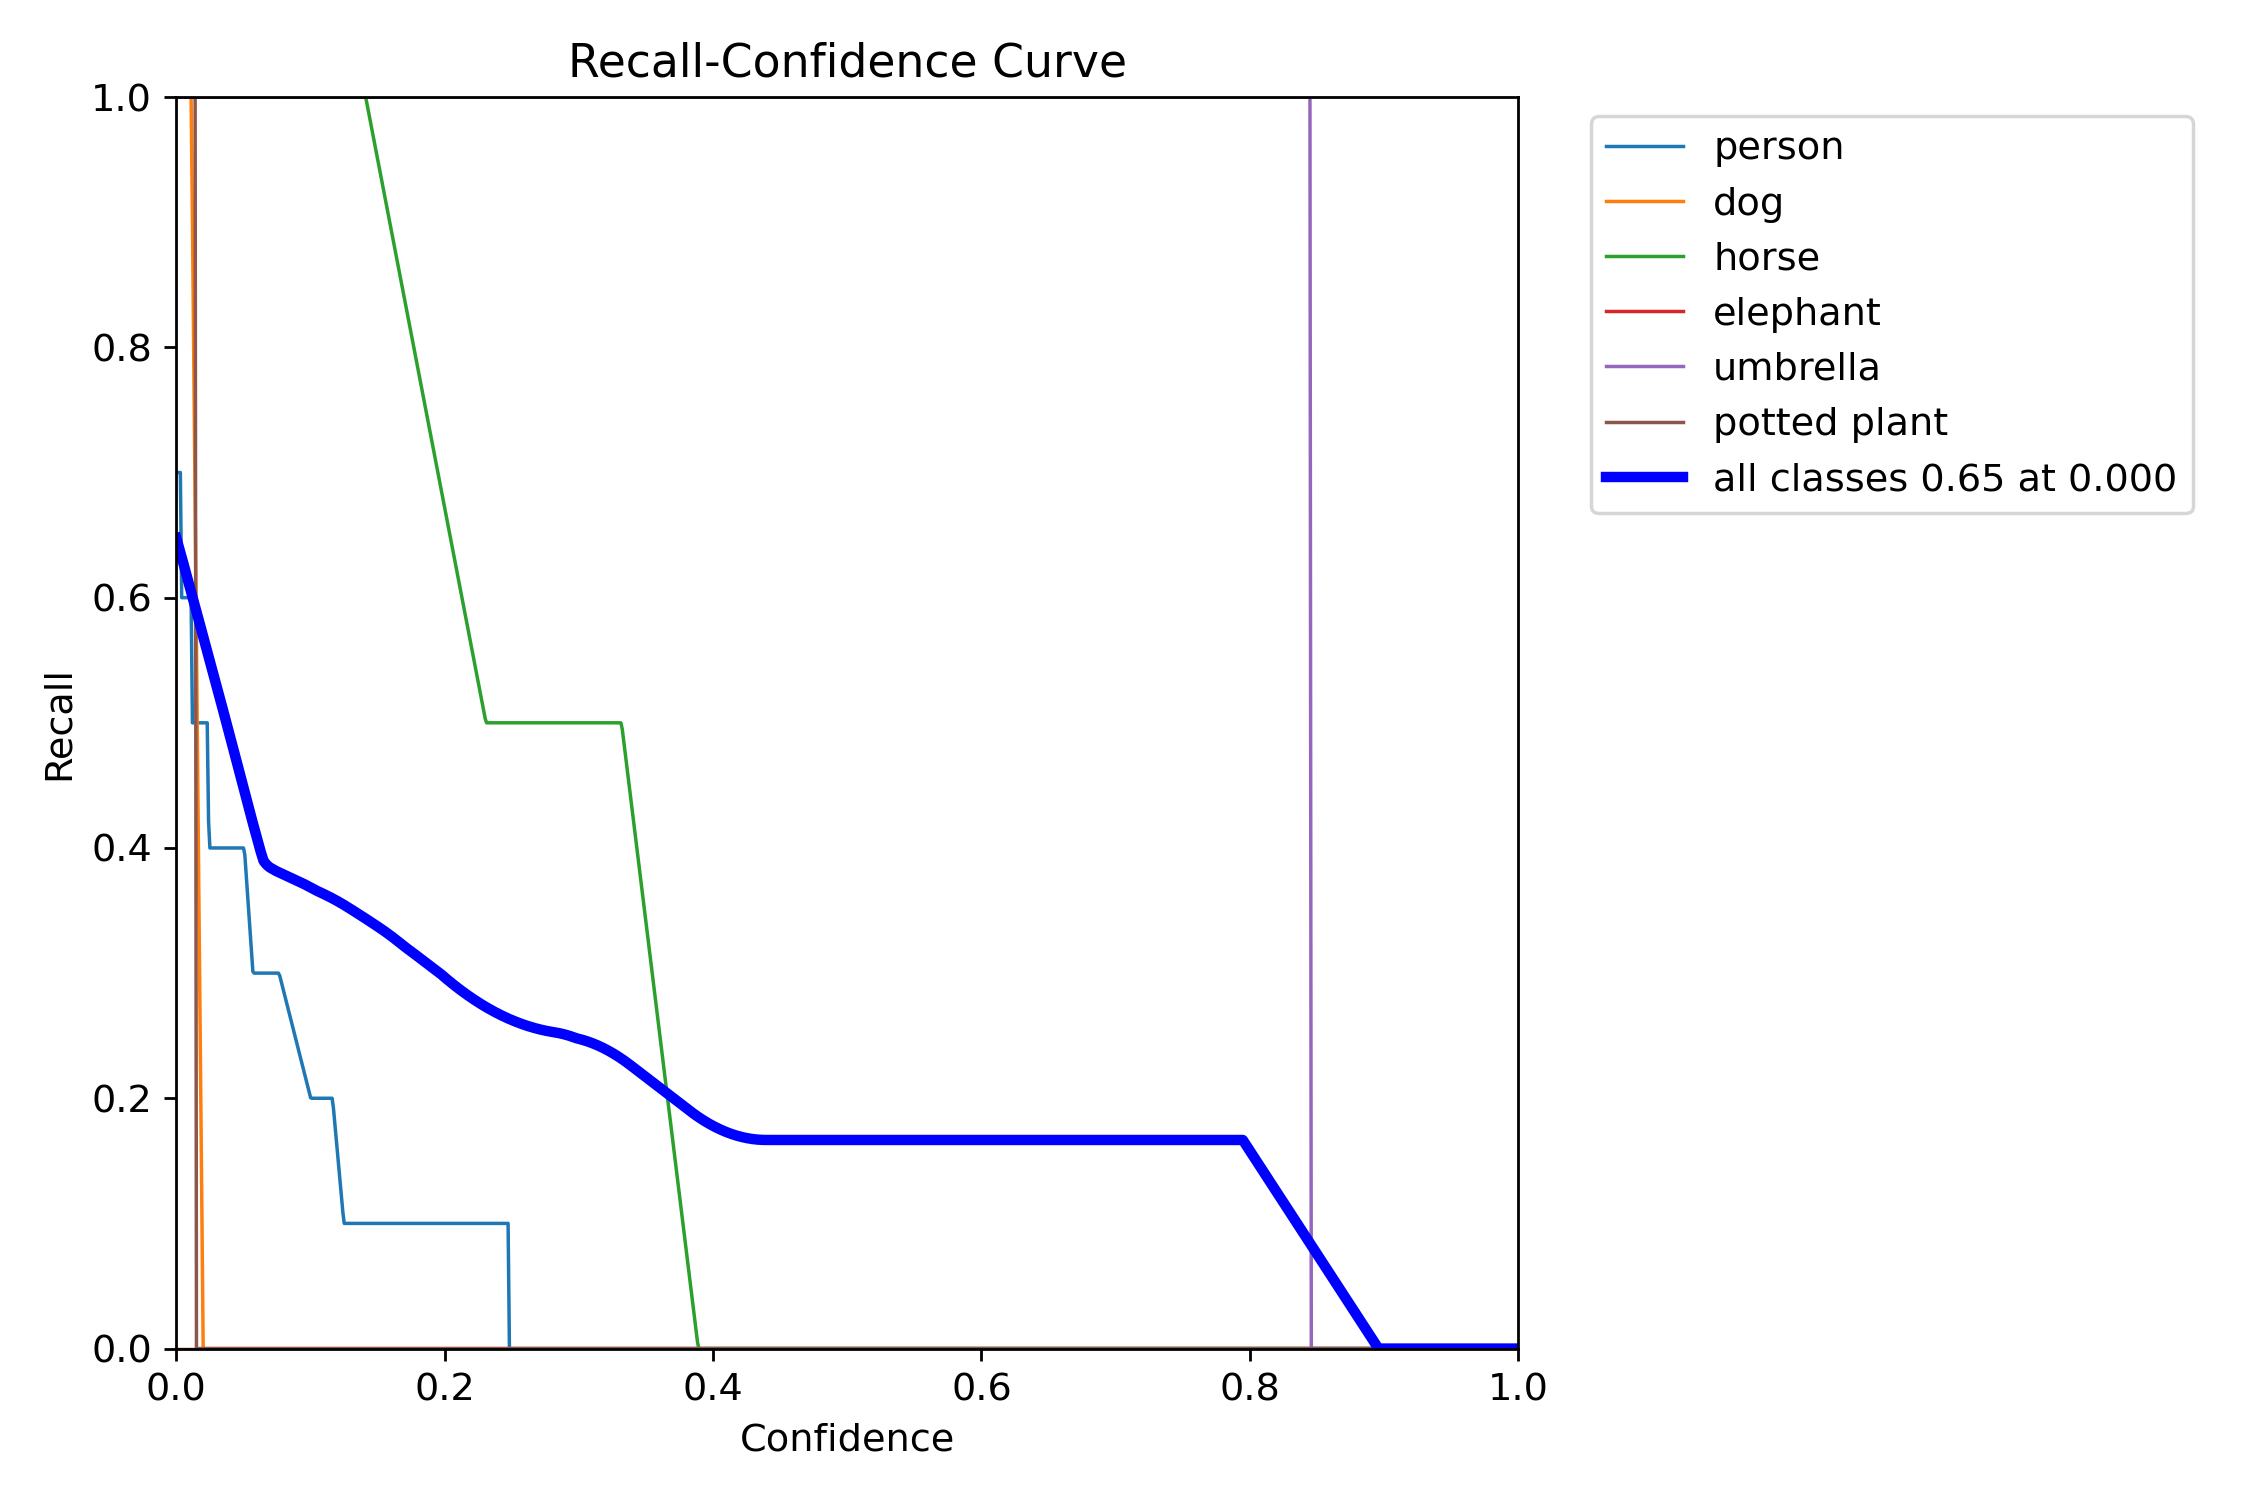 Recall-Confidence Curve
1.0
0.8
0.6
0.4
0.2
0.0
Recall
0.0 0.2 0.4 0.6 0.8 1.0
Confidence
person
dog
horse
elephant
umbrella
potted plant
all classes 0.65 at 0.000